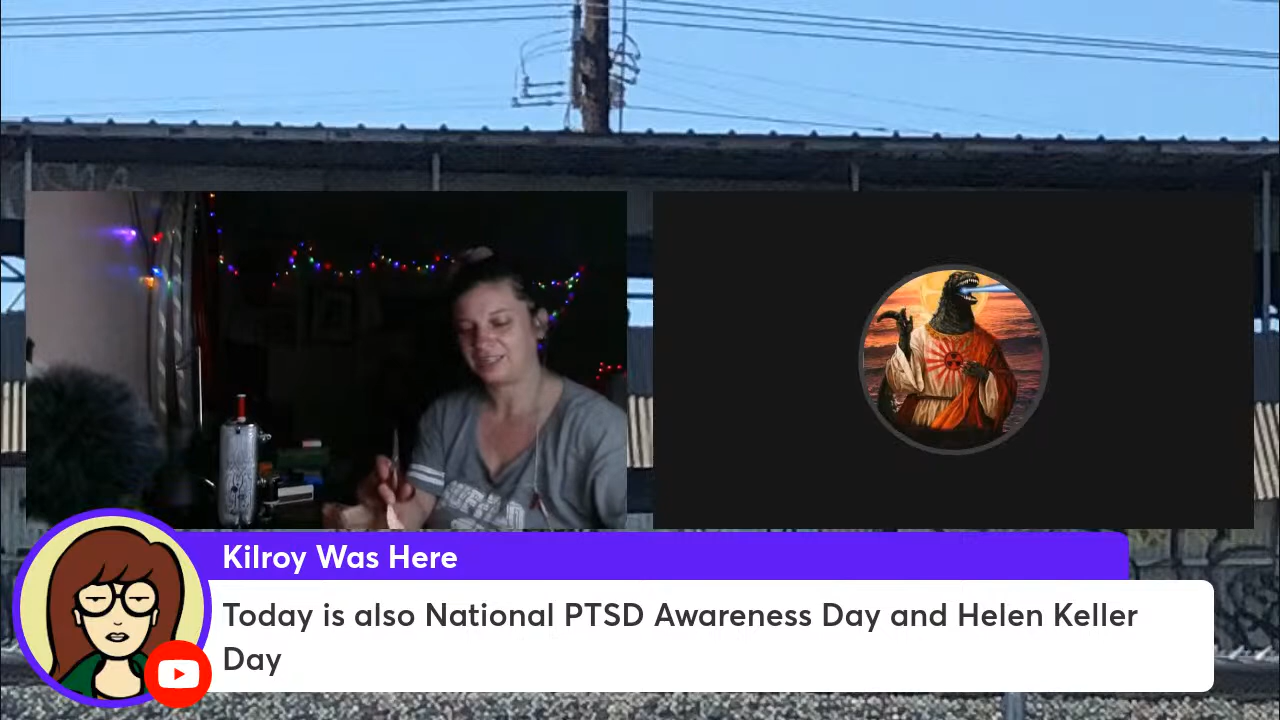 Kilroy Was Here
Today is also National PTSD Awareness Day and Helen Keller
Day